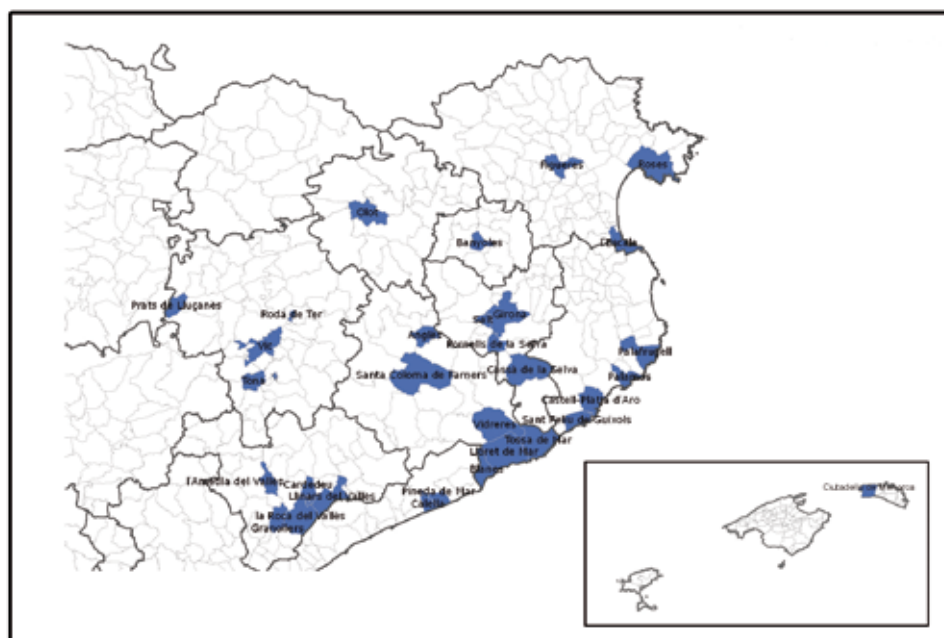 Figueres
Roses
Olot
Banyoles
l'Escala
Prats de Lluçanès
Roda de Ter
Salt
Girona
Vic
Anglès
Fornells de la Selva
Palafrugell
Tona
Santa Coloma de Farners
Cassà de la Selva
Palamós
Castell-Platja d'Aro
Vidreres
Sant Feliu de Guíxols
Tossa de Mar
Lloret de Mar
Blanes
l'Ametlla del Vallès
Cardedeu
Llinars del Vallès
Pineda de Mar
Calella
la Roca del Vallès
Granollers
Ciutadella de Menorca